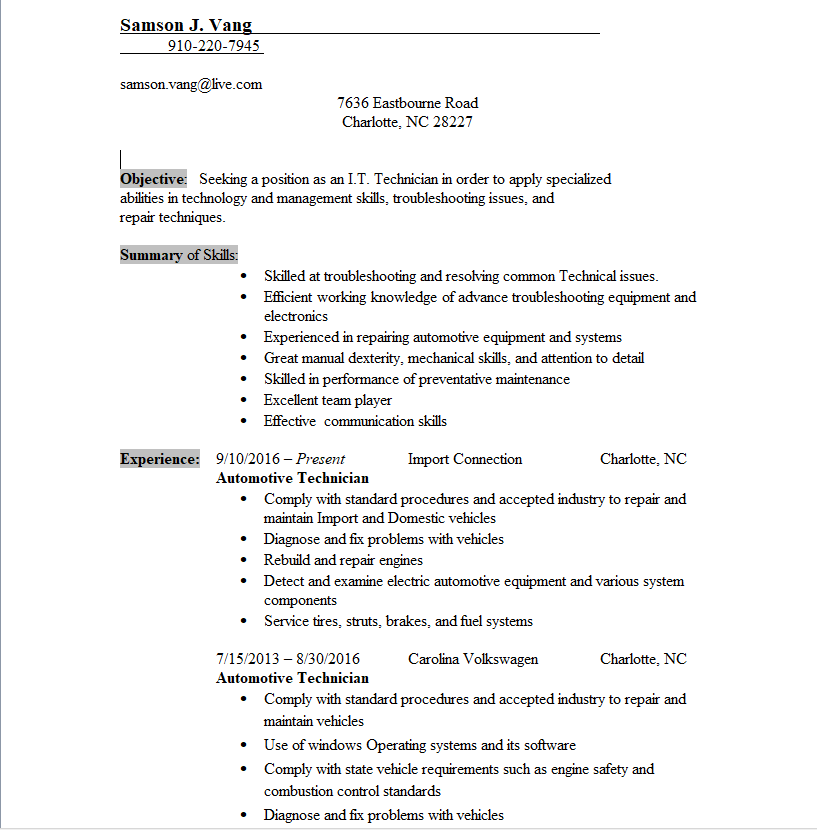 Samson J. Vang
910-220-7945
samson.vang@live.com
7636 Eastbourne Road
Charlotte, NC 28227
Objective: Seeking a position as an I.T. Technician in order to apply specialized
abilities in technology and management skills, troubleshooting issues, and
repair techniques.
Summary of Skills:
• Skilled at troubleshooting and resolving common Technical issues.
• Efficient working knowledge of advance troubleshooting equipment and
electronics
• Experienced in repairing automotive equipment and systems
• Great manual dexterity, mechanical skills, and attention to detail
• Skilled in performance of preventative maintenance
• Excellent team player
• Effective communication skills
Experience: 9/10/2016 – Present Import Connection Charlotte, NC
Automotive Technician
• Comply with standard procedures and accepted industry to repair and
maintain Import and Domestic vehicles
• Diagnose and fix problems with vehicles
• Rebuild and repair engines
• Detect and examine electric automotive equipment and various system
components
• Service tires, struts, brakes, and fuel systems
7/15/2013 – 8/30/2016 Carolina Volkswagen Charlotte, NC
Automotive Technician
• Comply with standard procedures and accepted industry to repair and
maintain vehicles
• Use of windows Operating systems and its software
• Comply with state vehicle requirements such as engine safety and
combustion control standards
• Diagnose and fix problems with vehicles